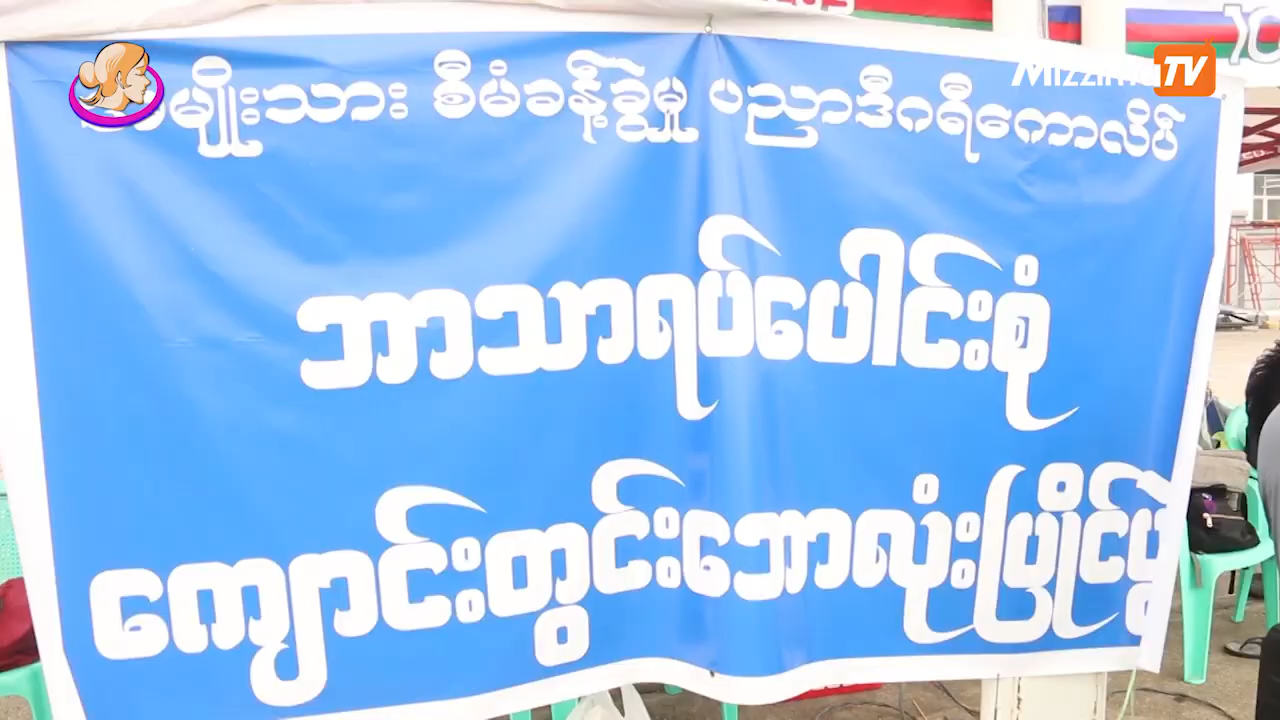 MIZZIMA TV
အမျိုးသား စီမံခန့်ခွဲမှု ပညာဒီဂရီကောလိပ်
ဘာသာရပ်ပေါင်းစုံ
ကျောင်းတွင်းဘောလုံးပြိုင်ပွဲ